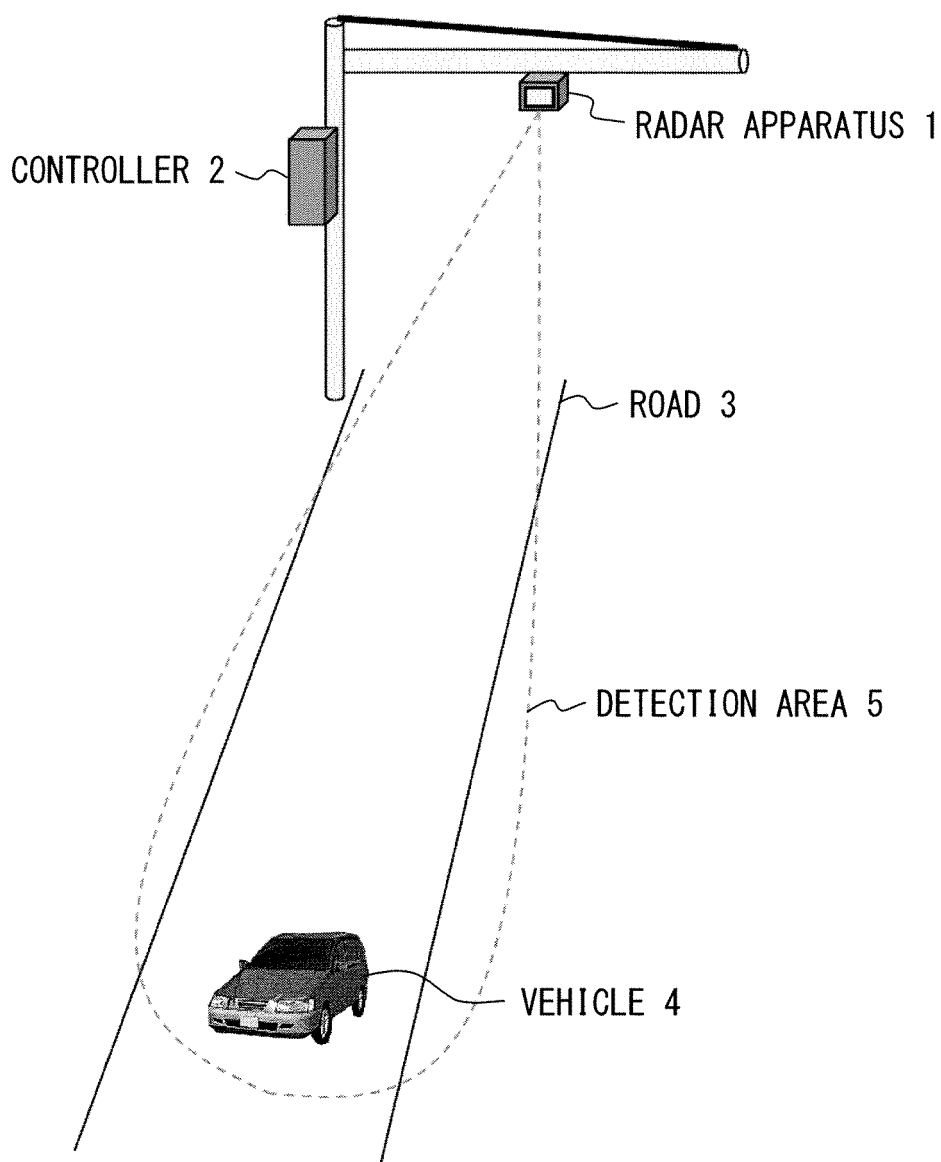 RADAR APPARATUS 1
CONTROLLER 2
ROAD 3
DETECTION AREA 5
VEHICLE 4